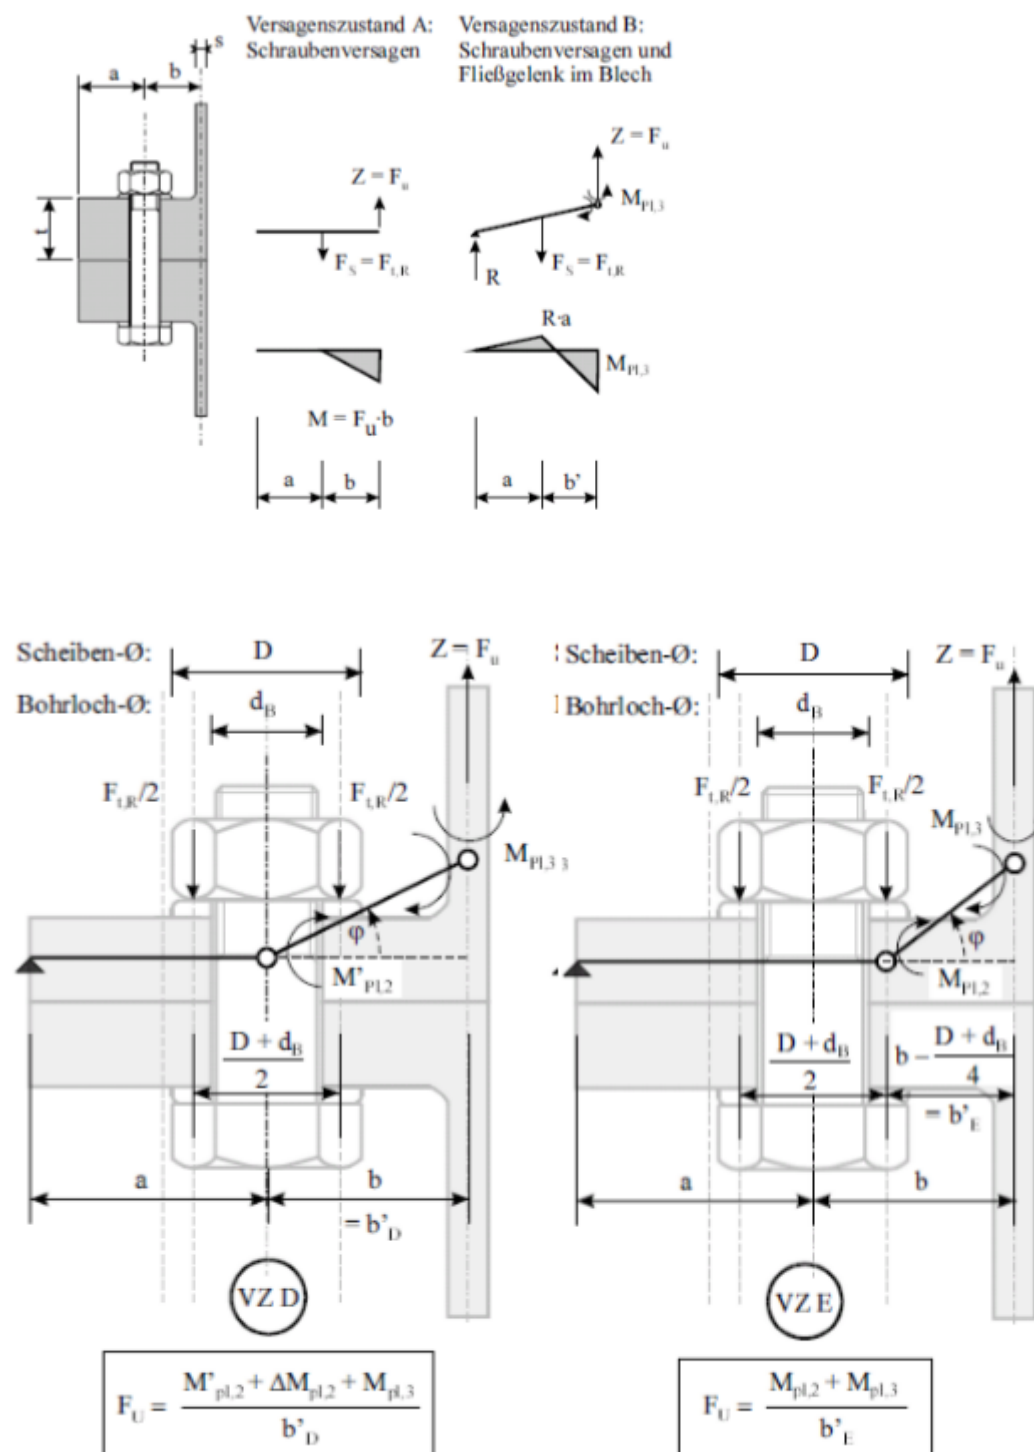 Versagenszustand A:
Schraubenversagen
Versagenszustand B:
Schraubenversagen und
Fließgelenk im Blech
s
a
b
t
Z = F_u
F_S = F_t,R
M = F_u·b
a
b
Z = F_u
M_Pl,3
F_S = F_t,R
R
R·a
M_Pl,3
a
b'
Scheiben-Ø:
D
Z = F_u
Bohrloch-Ø:
d_B
F_t,R/2
F_t,R/2
M_Pl,3 3
φ
M'_Pl,2
D + d_B
2
a
b
= b'_D
VZ D
F_U = (M'_pl,2 + ΔM_pl,2 + M_pl,3) / b'_D
Scheiben-Ø:
D
Z = F_u
Bohrloch-Ø:
d_B
F_t,R/2
F_t,R/2
M_Pl,3
φ
M_Pl,2
D + d_B
2
b – (D + d_B) / 4
= b'_E
a
b
VZ E
F_U = (M_pl,2 + M_pl,3) / b'_E